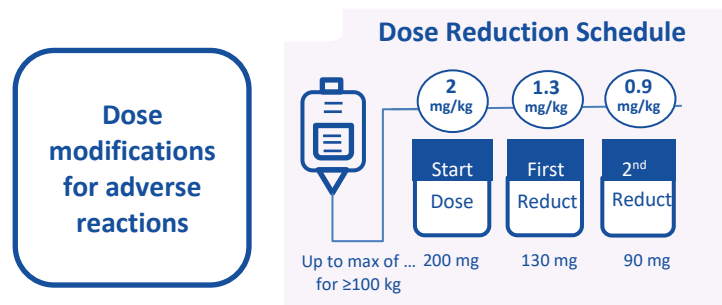 Dose
modifications
for adverse
reactions
Dose Reduction Schedule
2
mg/kg
1.3
mg/kg
0.9
mg/kg
Start
Dose
First
Reduct
2nd
Reduct
Up to max of ...
for ≥100 kg
200 mg
130 mg
90 mg